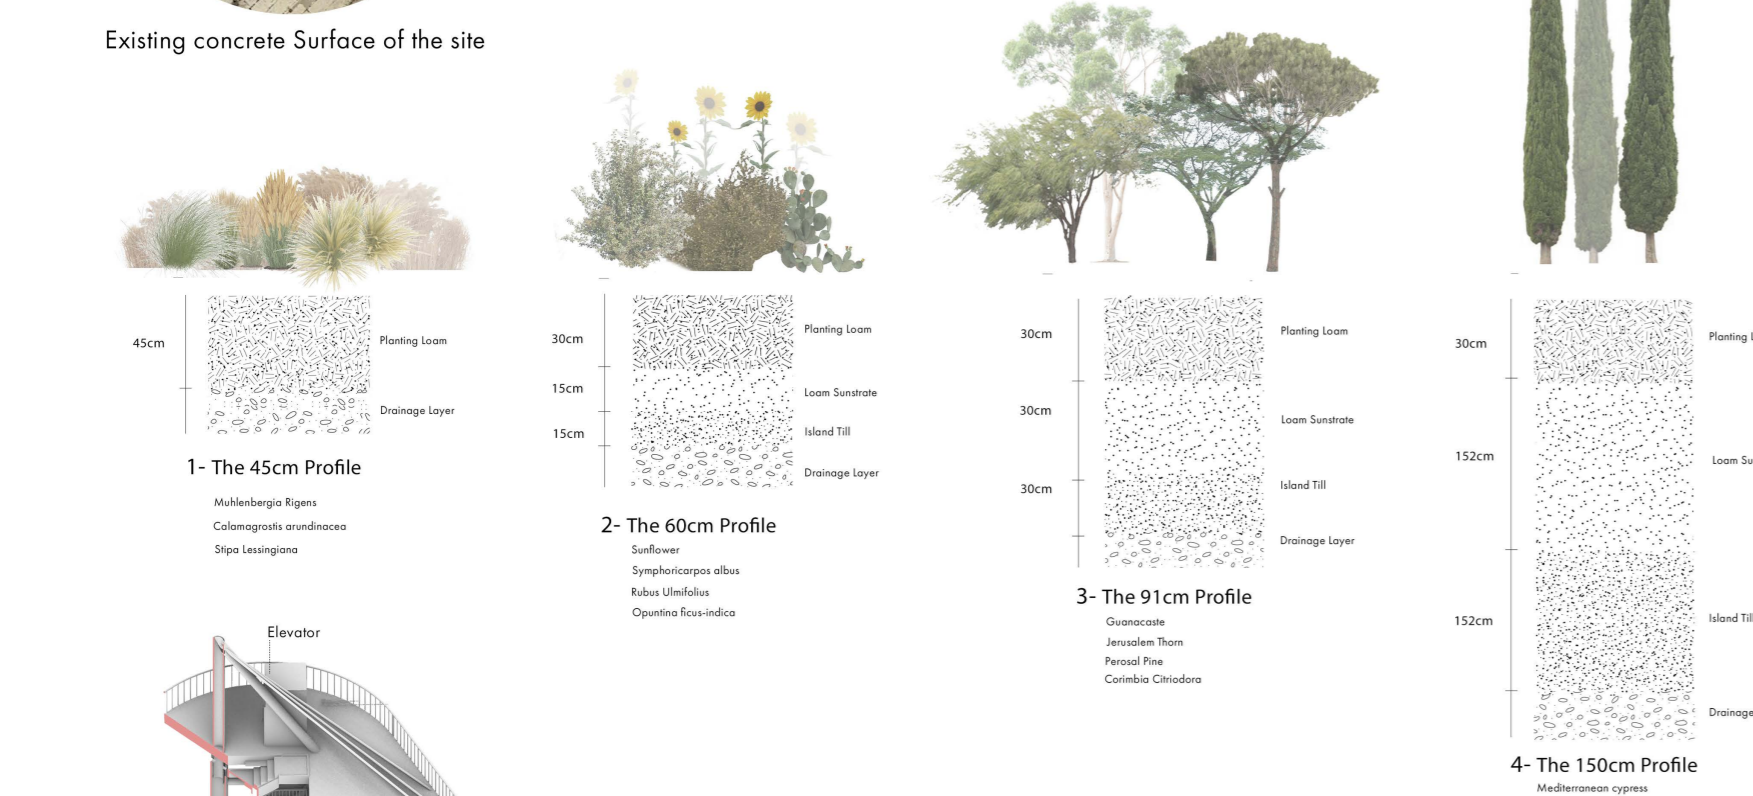 Existing concrete Surface of the site
45cm
Planting Loam
Drainage Layer
1- The 45cm Profile
Muhlenbergia Rigens
Calamagrostis arundinacea
Stipa Lessingiana
30cm
15cm
15cm
Planting Loam
Loam Sunstrate
Island Till
Drainage Layer
2- The 60cm Profile
Sunflower
Symphoricarpos albus
Rubus Ulmifolius
Opuntina ficus-indica
30cm
30cm
30cm
Planting Loam
Loam Sunstrate
Island Till
Drainage Layer
3- The 91cm Profile
Guanacaste
Jerusalem Thorn
Perosal Pine
Corimbia Citriodora
30cm
152cm
152cm
Planting L
Loam Su
Island Till
Drainage
4- The 150cm Profile
Mediterranean cypress
Elevator